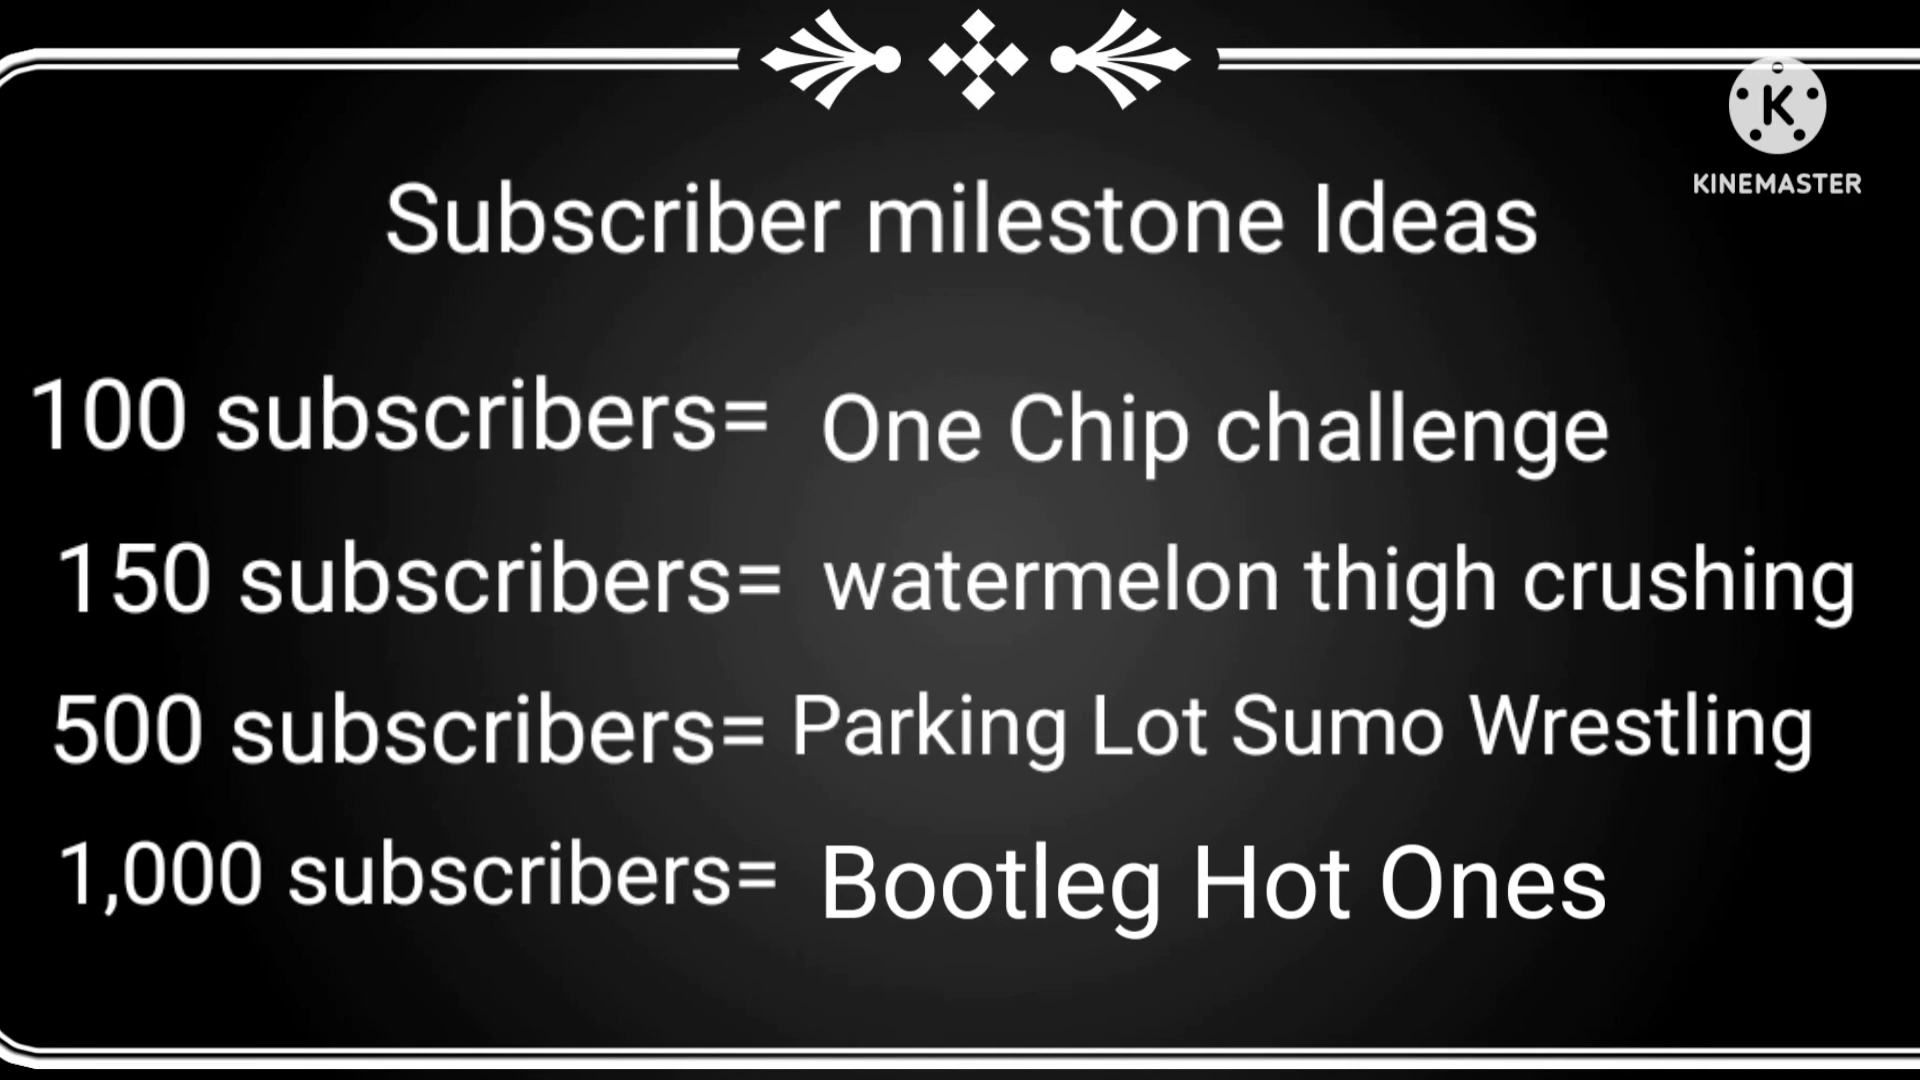 K
KINEMASTER
Subscriber milestone Ideas
100 subscribers= One Chip challenge
150 subscribers= watermelon thigh crushing
500 subscribers= Parking Lot Sumo Wrestling
1,000 subscribers= Bootleg Hot Ones